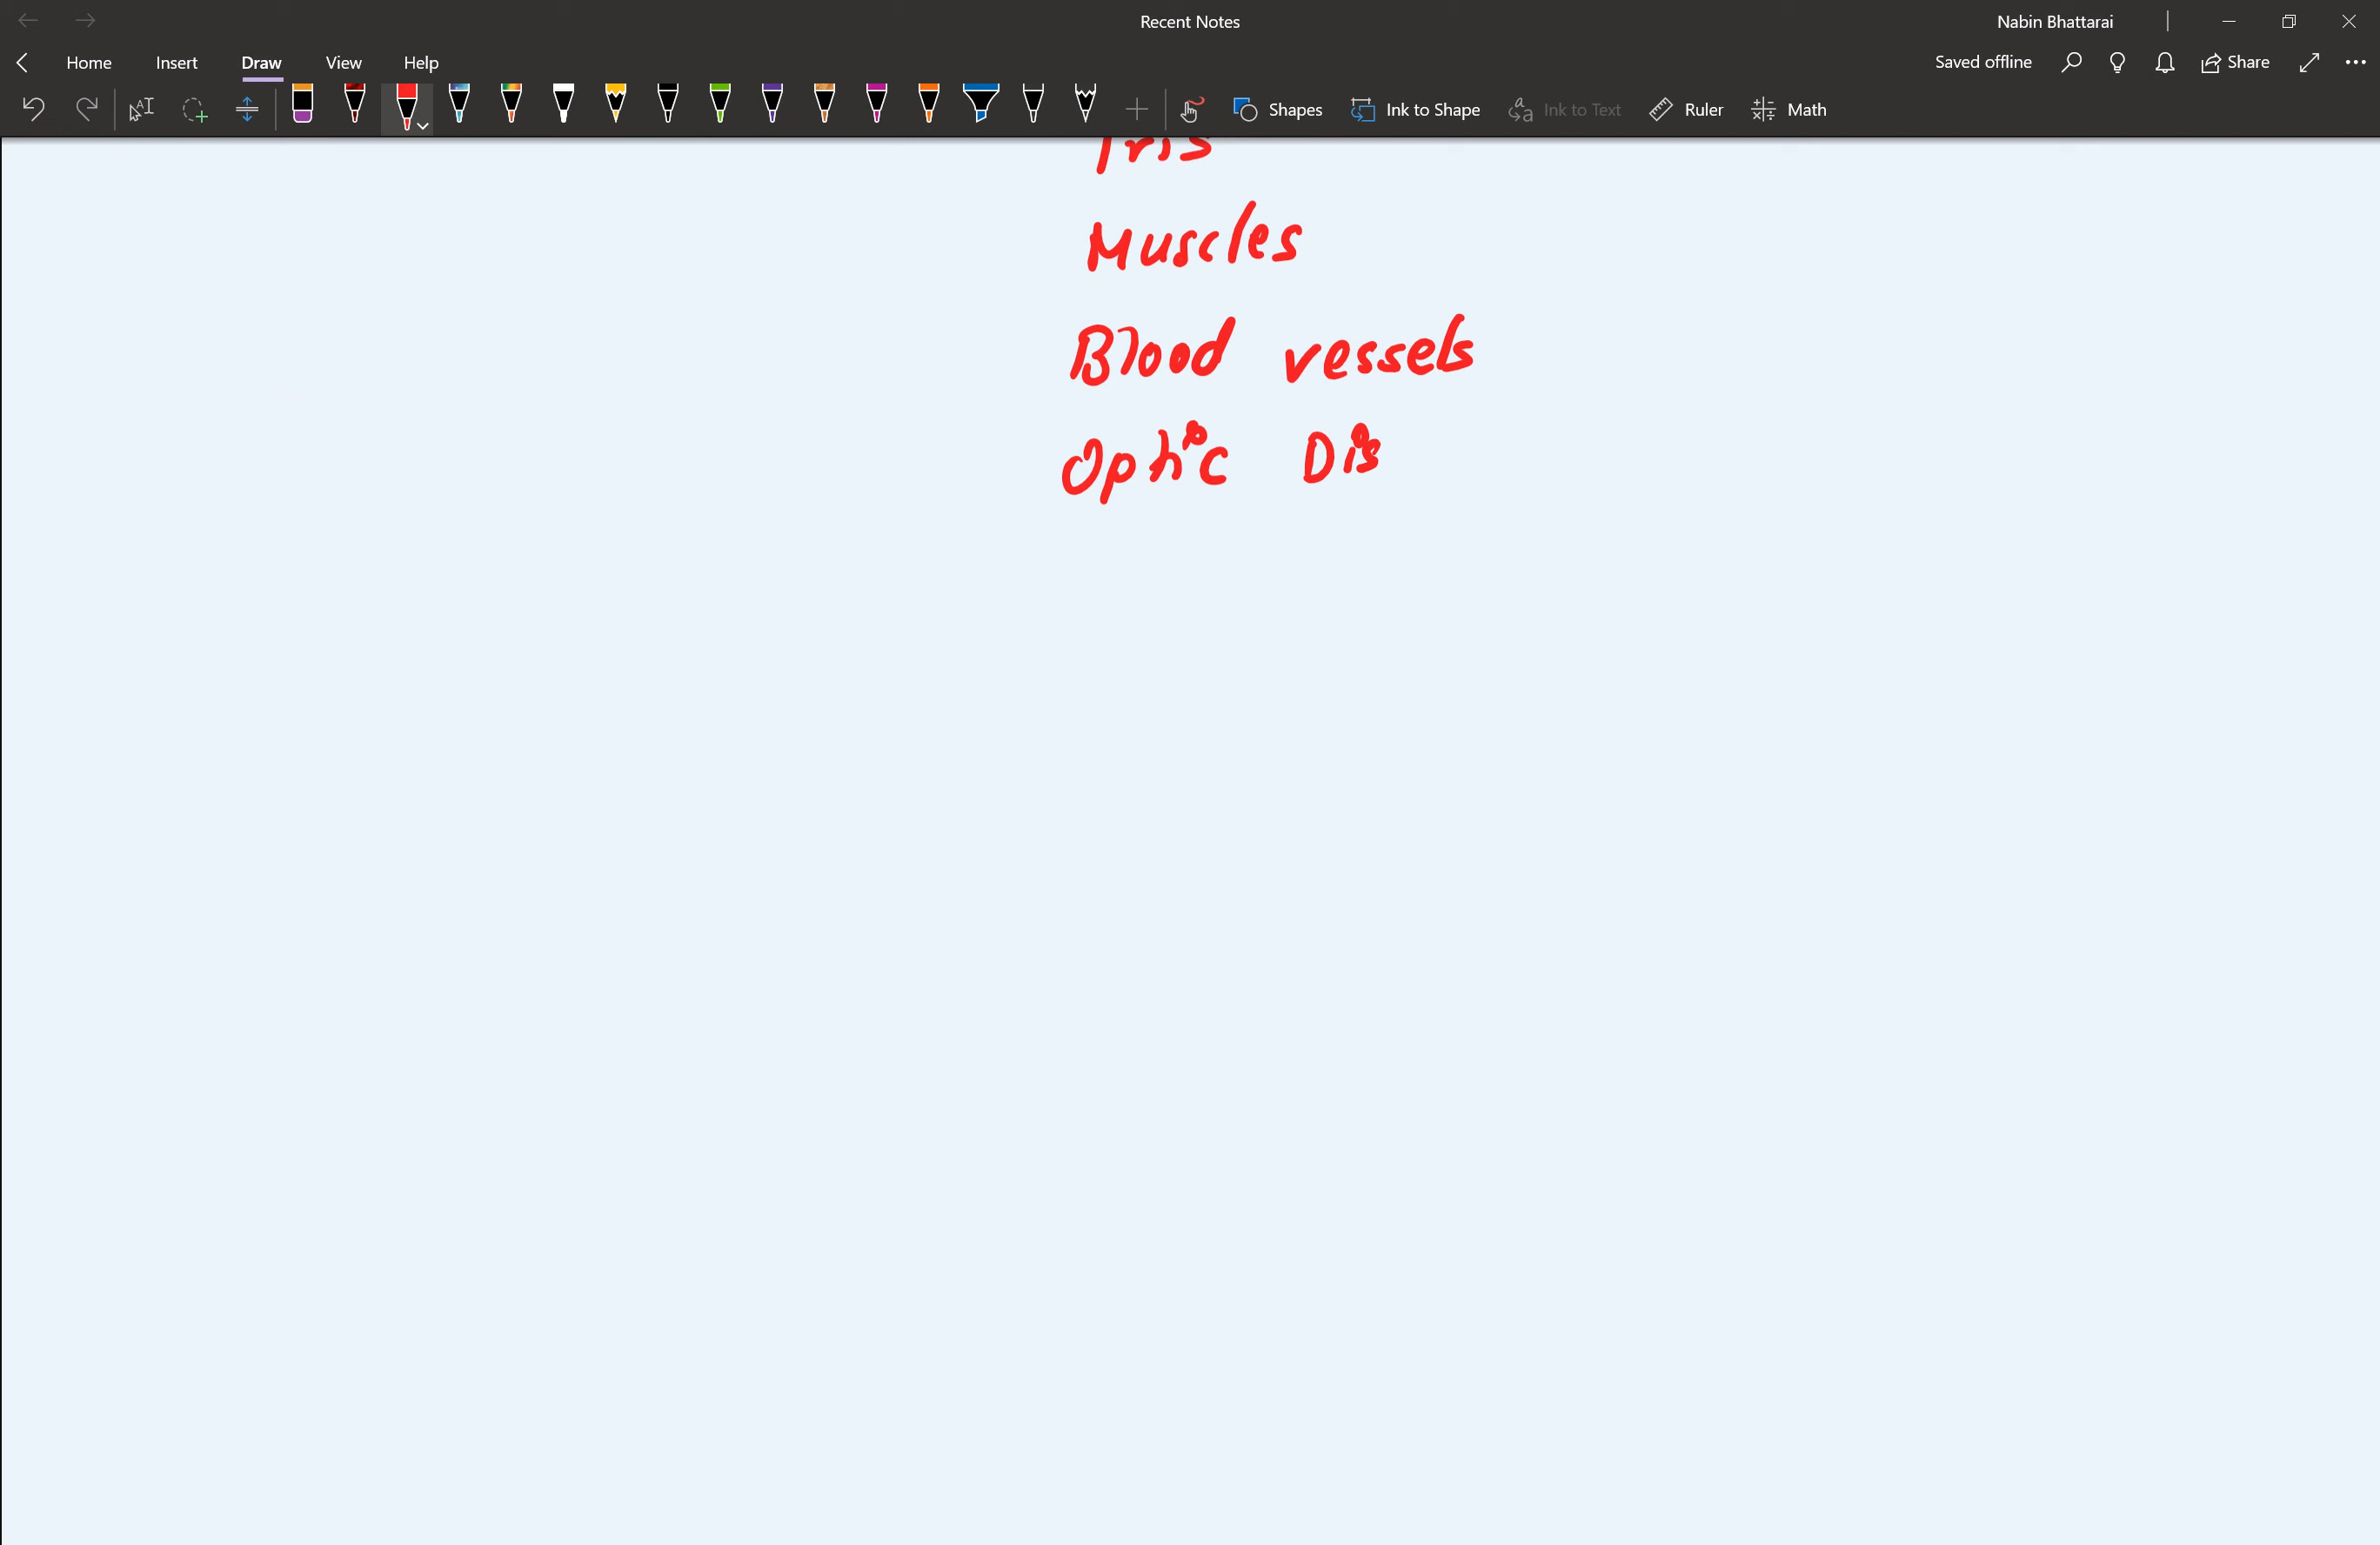 Recent Notes
Nabin Bhattarai
Home Insert Draw View Help
Saved offline
Share
Shapes Ink to Shape Ink to Text Ruler Math
Iris
Muscles
Blood vessels
Optic Dis